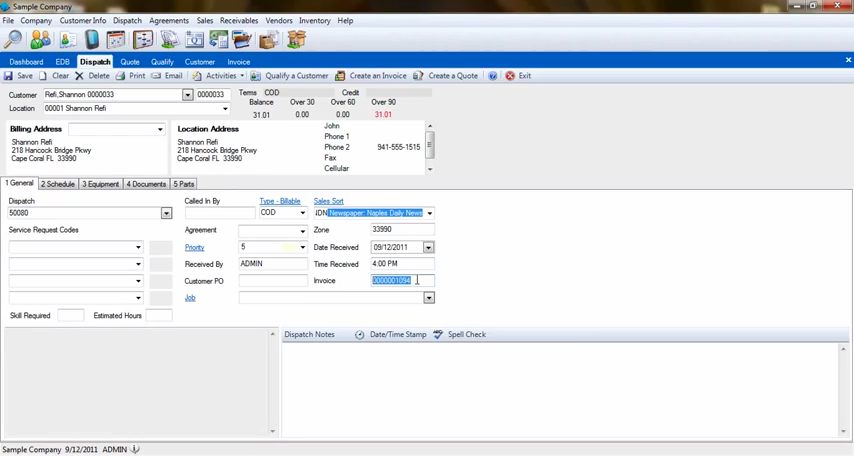 Sample Company
File Company Customer Info Dispatch Agreements Sales Receivables Vendors Inventory Help
Dashboard EDB Dispatch Quote Qualify Customer Invoice
Save Clear Delete Print Email Activities Qualify a Customer Create an Invoice Create a Quote Exit
Customer Refi,Shannon 0000033 0000033 Terms COD Credit
Balance Over 30 Over 60 Over 90
Location 00001 Shannon Refi 31.01 0.00 0.00 31.01
Billing Address
Shannon Refi
218 Hancock Bridge Pkwy
Cape Coral FL 33990
Location Address
Shannon Refi
218 Hancock Bridge Pkwy
Cape Coral FL 33990
John
Phone 1
Phone 2 941-555-1515
Fax
Cellular
1 General 2 Schedule 3 Equipment 4 Documents 5 Parts
Dispatch Called In By Type - Billable Sales Sort
50080 COD NDN Newspaper: Naples Daily News
Service Request Codes Agreement Zone 33990
Priority 5 Date Received 09/12/2011
Received By ADMIN Time Received 4:00 PM
Customer PO Invoice 0000001094
Job
Skill Required Estimated Hours
Dispatch Notes Date/Time Stamp Spell Check
Sample Company 9/12/2011 ADMIN